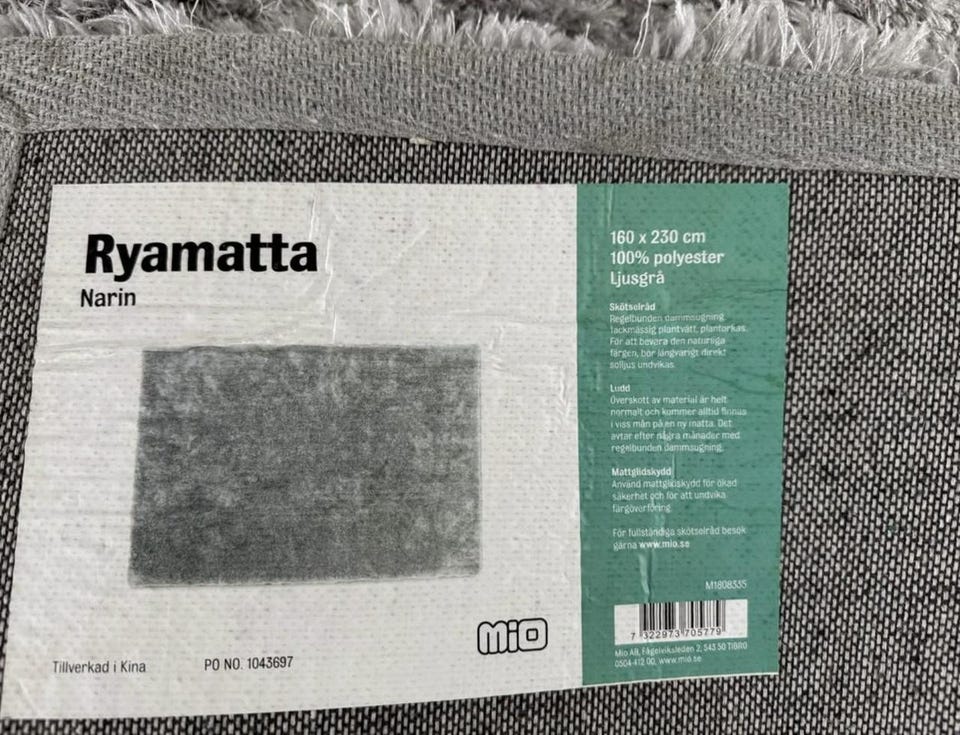 Ryamatta
Narin
160 x 230 cm
100% polyester
Ljusgrå
Skötselråd
Regelbunden dammsugning,
fackmässig plantvätt, plantorkas.
För att bevara den naturliga
färgen, bör långvarigt direkt
solljus undvikas.
Ludd
Överskott av material är helt
normalt och kommer alltid finnas
i viss mån på en ny matta. Det
avtar efter några månader med
regelbunden dammsugning.
Mattglidskydd
Använd mattglidskydd för ökad
säkerhet och för att undvika
färgöverföring.
För fullständiga skötselråd besök
gärna www.mio.se
M1808335
7 322973 705779
Mio AB, Fågelviksleden 2, 543 50 TIBRO
0504-412 00, www.mio.se
MiO
Tillverkad i Kina
PO NO. 1043697